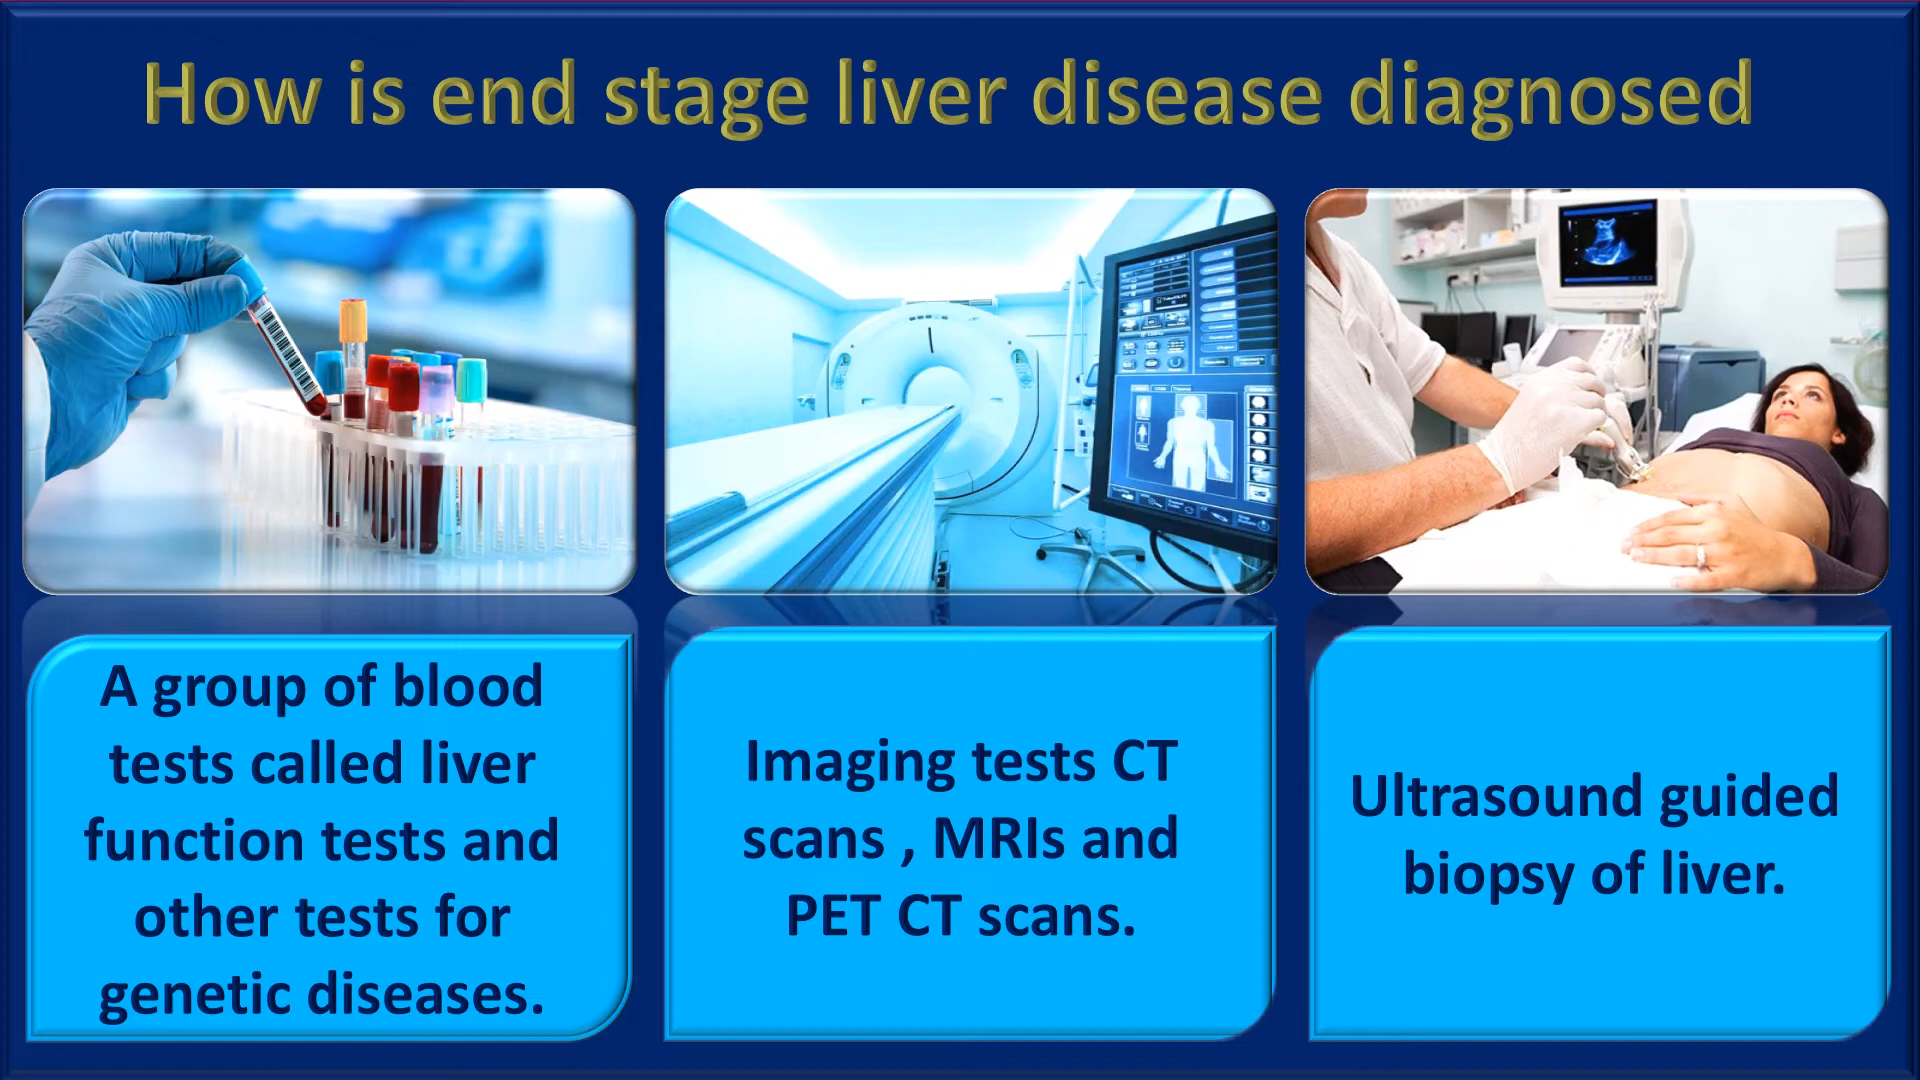 How is end stage liver disease diagnosed
A group of blood
tests called liver
function tests and
other tests for
genetic diseases.
Imaging tests CT
scans , MRIs and
PET CT scans.
Ultrasound guided
biopsy of liver.